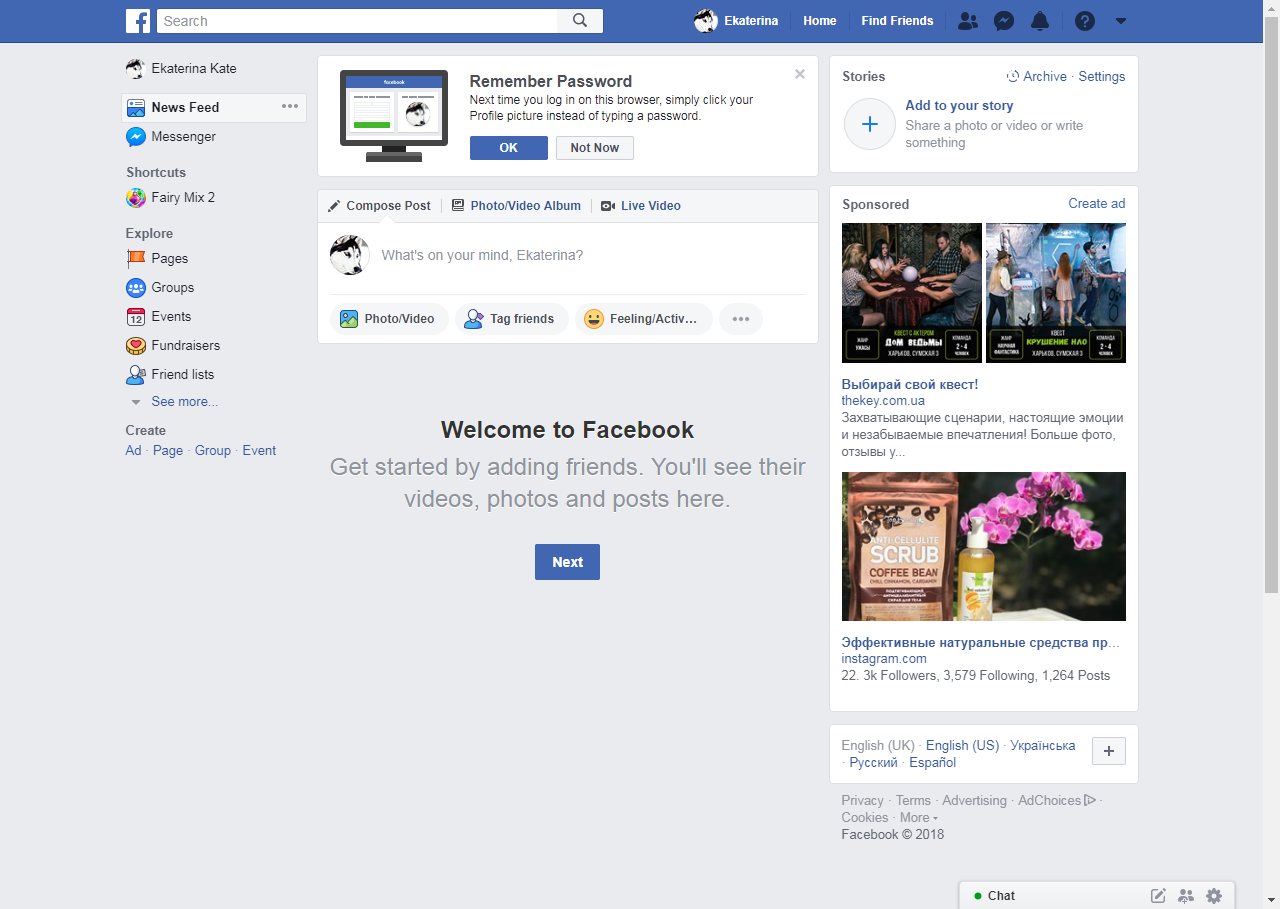 Search
Ekaterina
Home
Find Friends
Ekaterina Kate
News Feed
Messenger
Shortcuts
Fairy Mix 2
Explore
Pages
Groups
Events
12
Fundraisers
Friend lists
See more...
Create
Ad · Page · Group · Event
facebook
Remember Password
Next time you log in on this browser, simply click your
Profile picture instead of typing a password.
OK
Not Now
Compose Post
Photo/Video Album
Live Video
What's on your mind, Ekaterina?
Photo/Video
Tag friends
Feeling/Activ...
Welcome to Facebook
Get started by adding friends. You'll see their
videos, photos and posts here.
Next
Stories
Archive · Settings
Add to your story
Share a photo or video or write
something
Sponsored
Create ad
ЖАНР
УЖАСЫ
КВЕСТ С АКТЕРОМ
ДОМ ВЕДЬМЫ
ХАРЬКОВ, СУМСКАЯ 3
КОМАНДА
2-4
ЧЕЛОВЕК
ЖАНР
НАУЧНАЯ
ФАНТАСТИКА
КВЕСТ
КРУШЕНИЕ НЛО
ХАРЬКОВ, СУМСКАЯ 3
КОМАНДА
2-4
ЧЕЛОВЕК
Выбирай свой квест!
thekey.com.ua
Захватывающие сценарии, настоящие эмоции
и незабываемые впечатления! Больше фото,
отзывы у...
ANTI-CELLULITE
SCRUB
COFFEE BEAN
CHILI, CINNAMON, CARDAMON
ПОДТЯГИВАЮЩИЙ
АНТИЦЕЛЛЮЛИТНЫЙ
СКРАБ ДЛЯ ТЕЛА
Эффективные натуральные средства пр...
instagram.com
22. 3k Followers, 3,579 Following, 1,264 Posts
English (UK) · English (US) · Українська
· Русский · Español
Privacy · Terms · Advertising · AdChoices ·
Cookies · More
Facebook © 2018
Chat